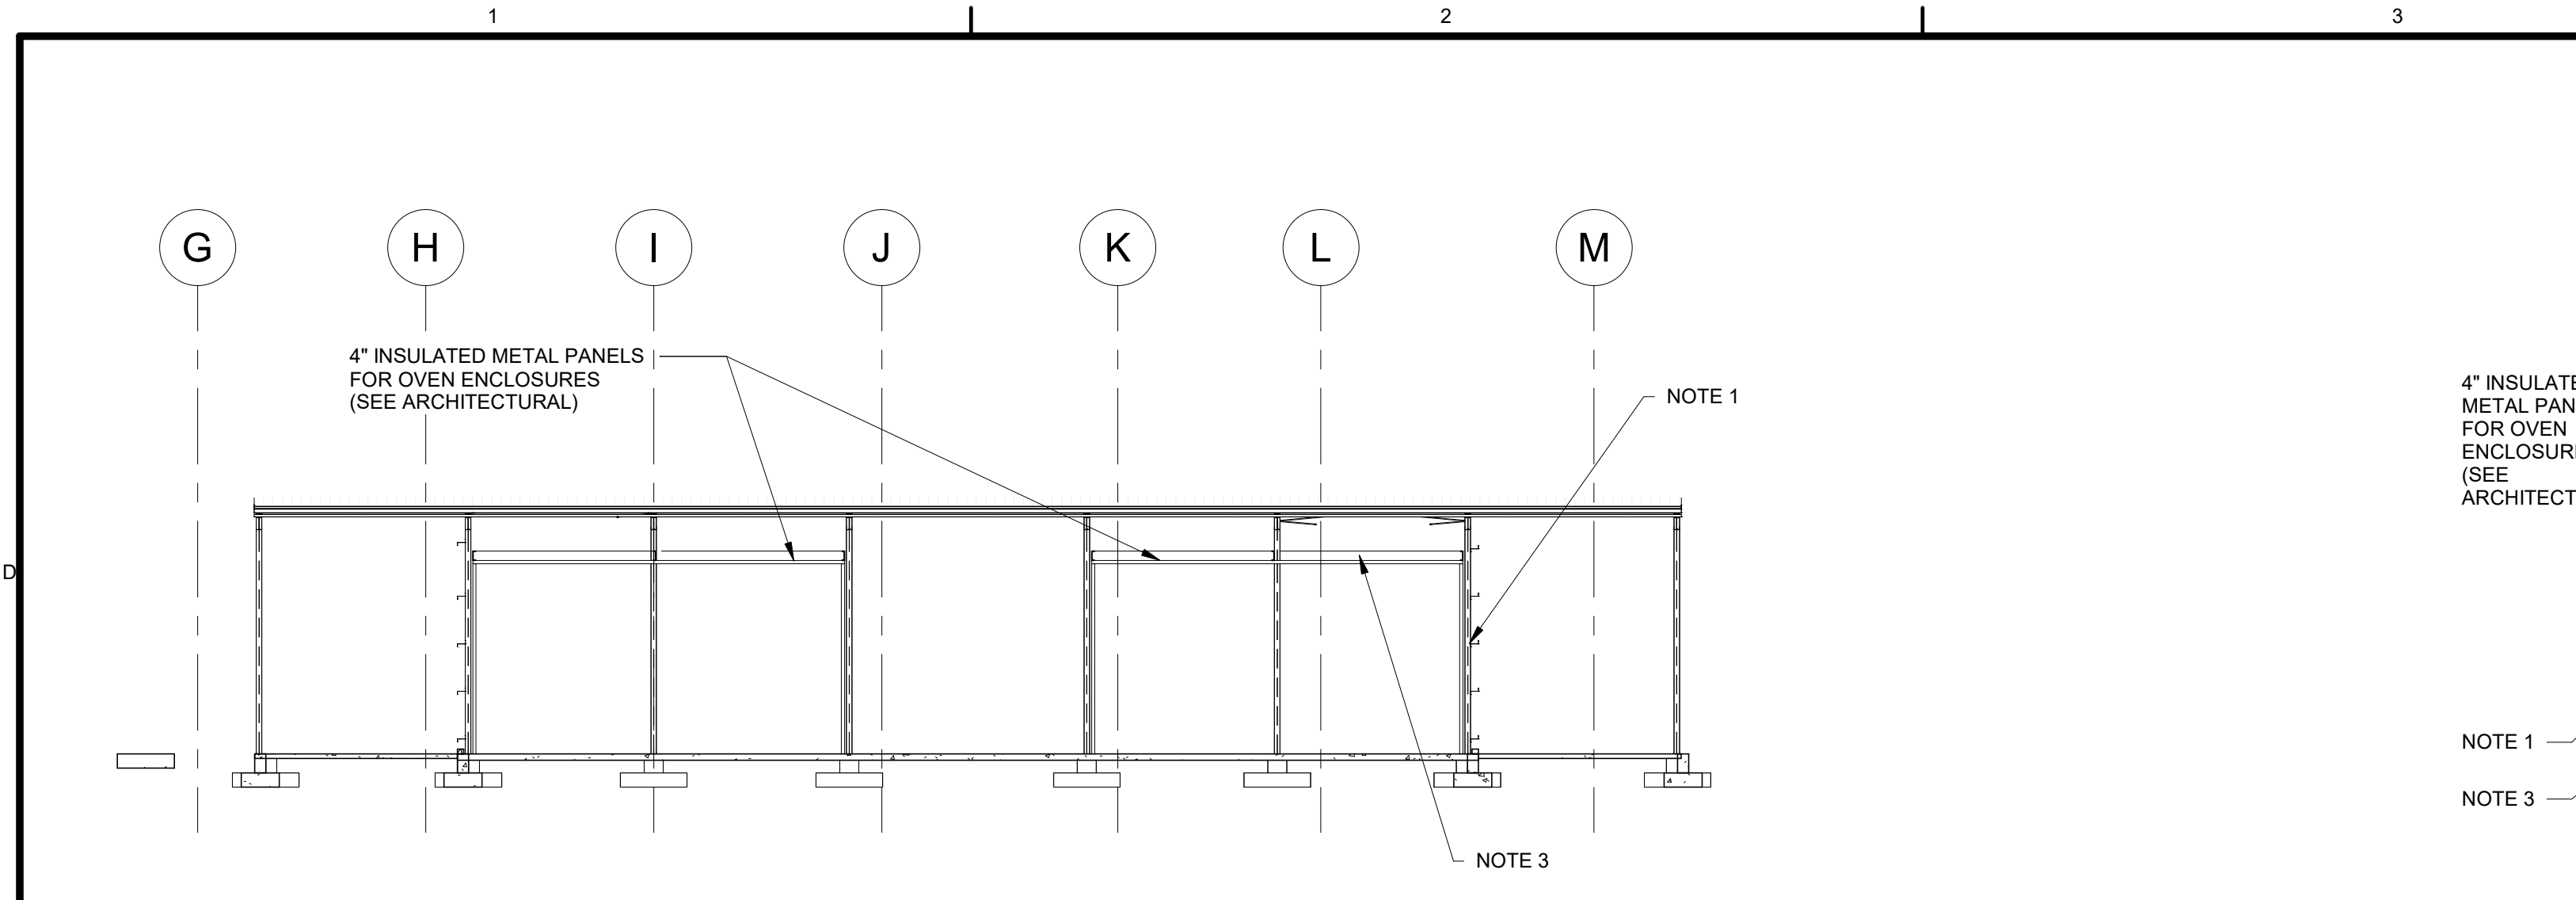 1
2
3
G
H
I
J
K
L
M
4" INSULATED METAL PANELS
FOR OVEN ENCLOSURES
(SEE ARCHITECTURAL)
NOTE 1
4"
METAL
FOR OVEN
(SEE
D
NOTE 1
NOTE 3
NOTE 3